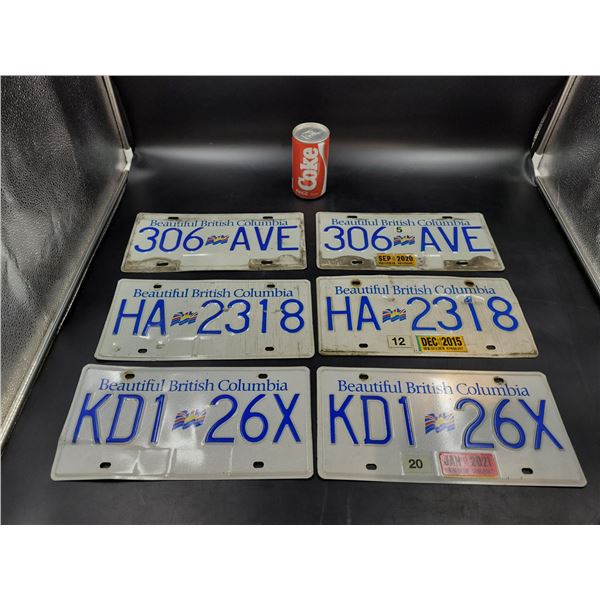 Coke
Beautiful British Columbia
306 AVE
Beautiful British Columbia
5
306 AVE
SEP 2020
Beautiful British Columbia
HA 2318
Beautiful British Columbia
HA 2318
12 DEC 2015
Beautiful British Columbia
KD1 26X
Beautiful British Columbia
KD1 26X
20 JAN 2021